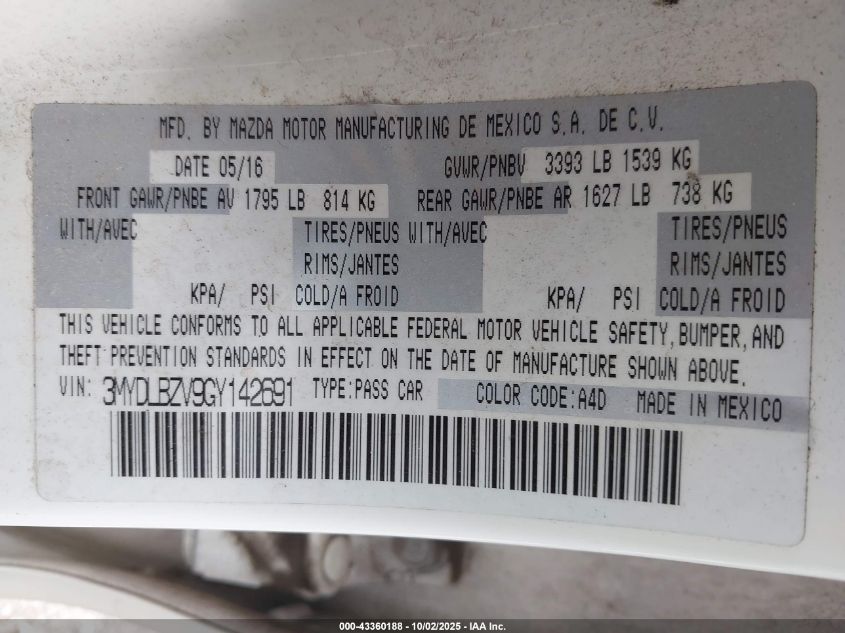 MFD. BY MAZDA MOTOR MANUFACTURING DE MEXICO S.A. DE C.V.
DATE 05/16 GVWR/PNBV 3393 LB 1539 KG
FRONT GAWR/PNBE AV 1795 LB 814 KG REAR GAWR/PNBE AR 1627 LB 738 KG
WITH/AVEC TIRES/PNEUS WITH/AVEC TIRES/PNEUS
RIMS/JANTES RIMS/JANTES
KPA/ PSI COLD/A FROID KPA/ PSI COLD/A FROID
THIS VEHICLE CONFORMS TO ALL APPLICABLE FEDERAL MOTOR VEHICLE SAFETY, BUMPER, AND
THEFT PREVENTION STANDARDS IN EFFECT ON THE DATE OF MANUFACTURE SHOWN ABOVE.
VIN: 3MYDLBZV9GY142691 TYPE:PASS CAR COLOR CODE:A4D MADE IN MEXICO
000-43360188 - 10/02/2025 - IAA Inc.